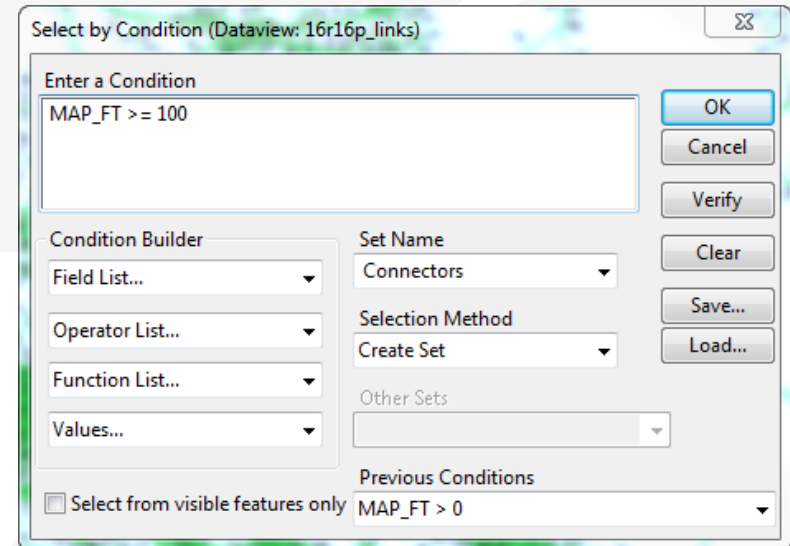 Select by Condition (Dataview: 16r16p_links)
Enter a Condition
MAP_FT >= 100
OK
Cancel
Verify
Clear
Save...
Load...
Condition Builder
Field List...
Operator List...
Function List...
Values...
Set Name
Connectors
Selection Method
Create Set
Other Sets
Select from visible features only
Previous Conditions
MAP_FT > 0